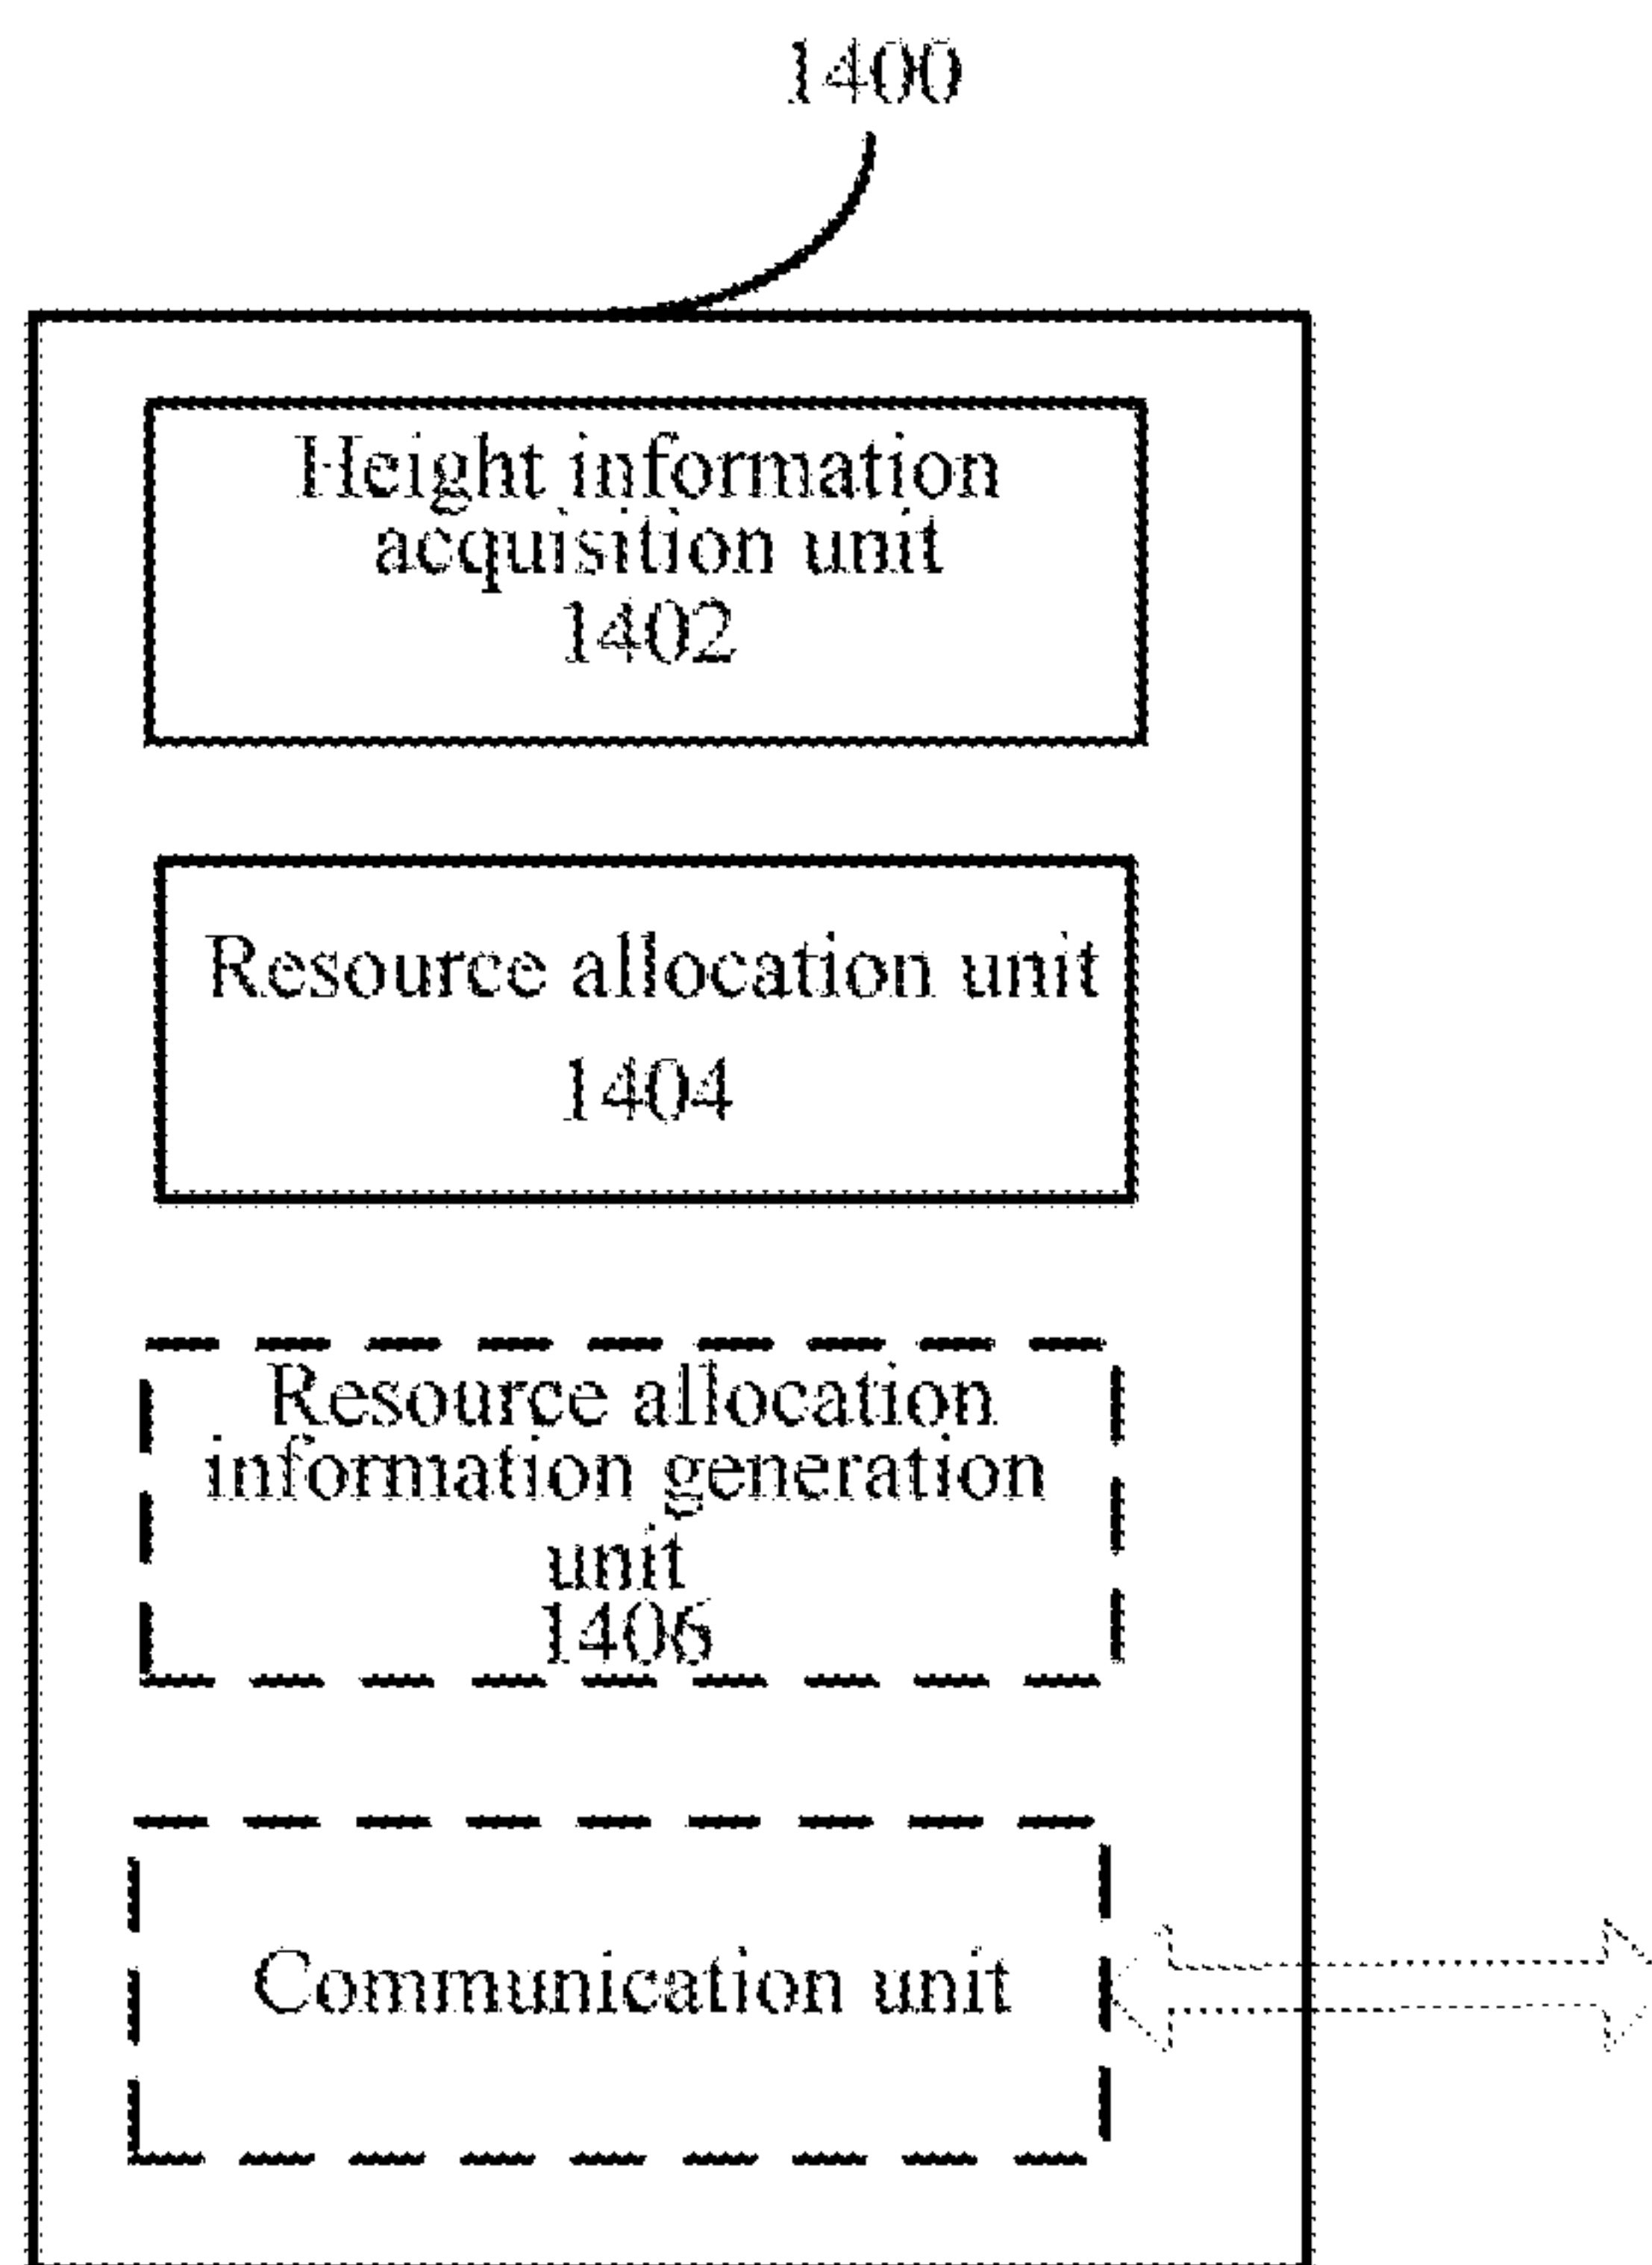 1400
Height information
acquisition unit
1402
Resource allocation unit
1404
Resource allocation
information generation
unit
1406
Communication unit